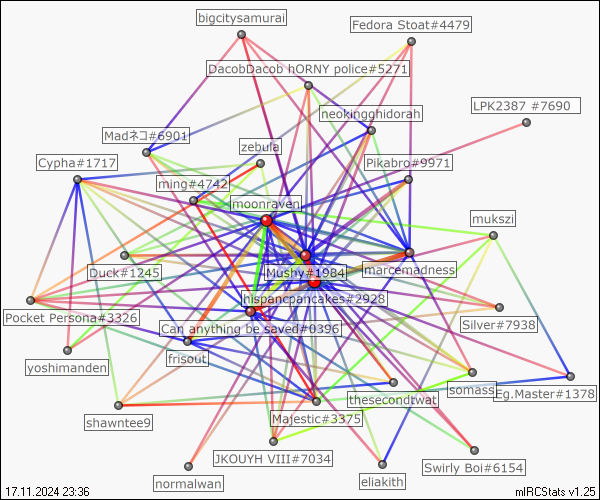 bigcitysamurai
Fedora Stoat#4479
DacobDacob hORNY police#5271
LPK2387 #7690
neokingghidorah
Madネコ#6901
zebula
Cypha#1717
Pikabro#9971
ming#4742
moonraven
mukszi
Duck#1245
Mushy#1984
marcemadness
hispancpancakes#2928
Pocket Persona#3326
Can anything be saved#0396
Silver#7938
frisout
yoshimanden
somass
Eg.Master#1378
thesecondtwat
shawntee9
Majestic#3375
JKOUYH VIII#7034
Swirly Boi#6154
normalwan
eliakith
17.11.2024 23:36
mIRCStats v1.25